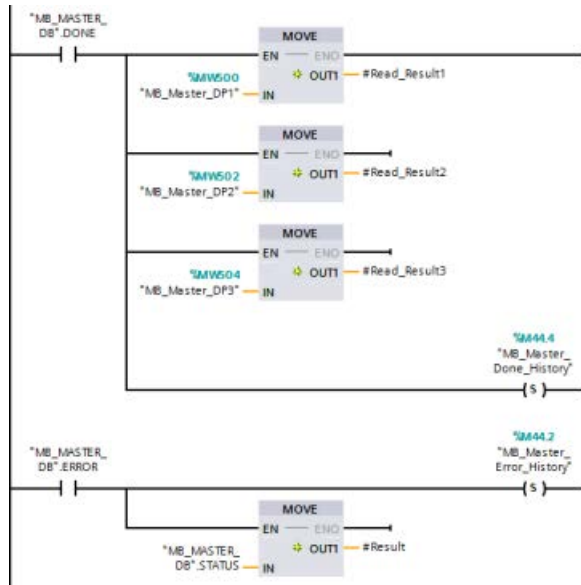 "MB_MASTER_
DB".DONE
MOVE
EN ENO
%MW500
"MB_Master_DP1"
OUT1
#Read_Result1
IN
MOVE
EN ENO
%MW502
"MB_Master_DP2"
OUT1
#Read_Result2
IN
MOVE
EN ENO
%MW504
"MB_Master_DP3"
OUT1
#Read_Result3
IN
%M44.4
"MB_Master_
Done_History"
S
"MB_MASTER_
DB".ERROR
%M44.2
"MB_Master_
Error_History"
S
MOVE
EN ENO
"MB_MASTER_
DB".STATUS
OUT1
#Result
IN